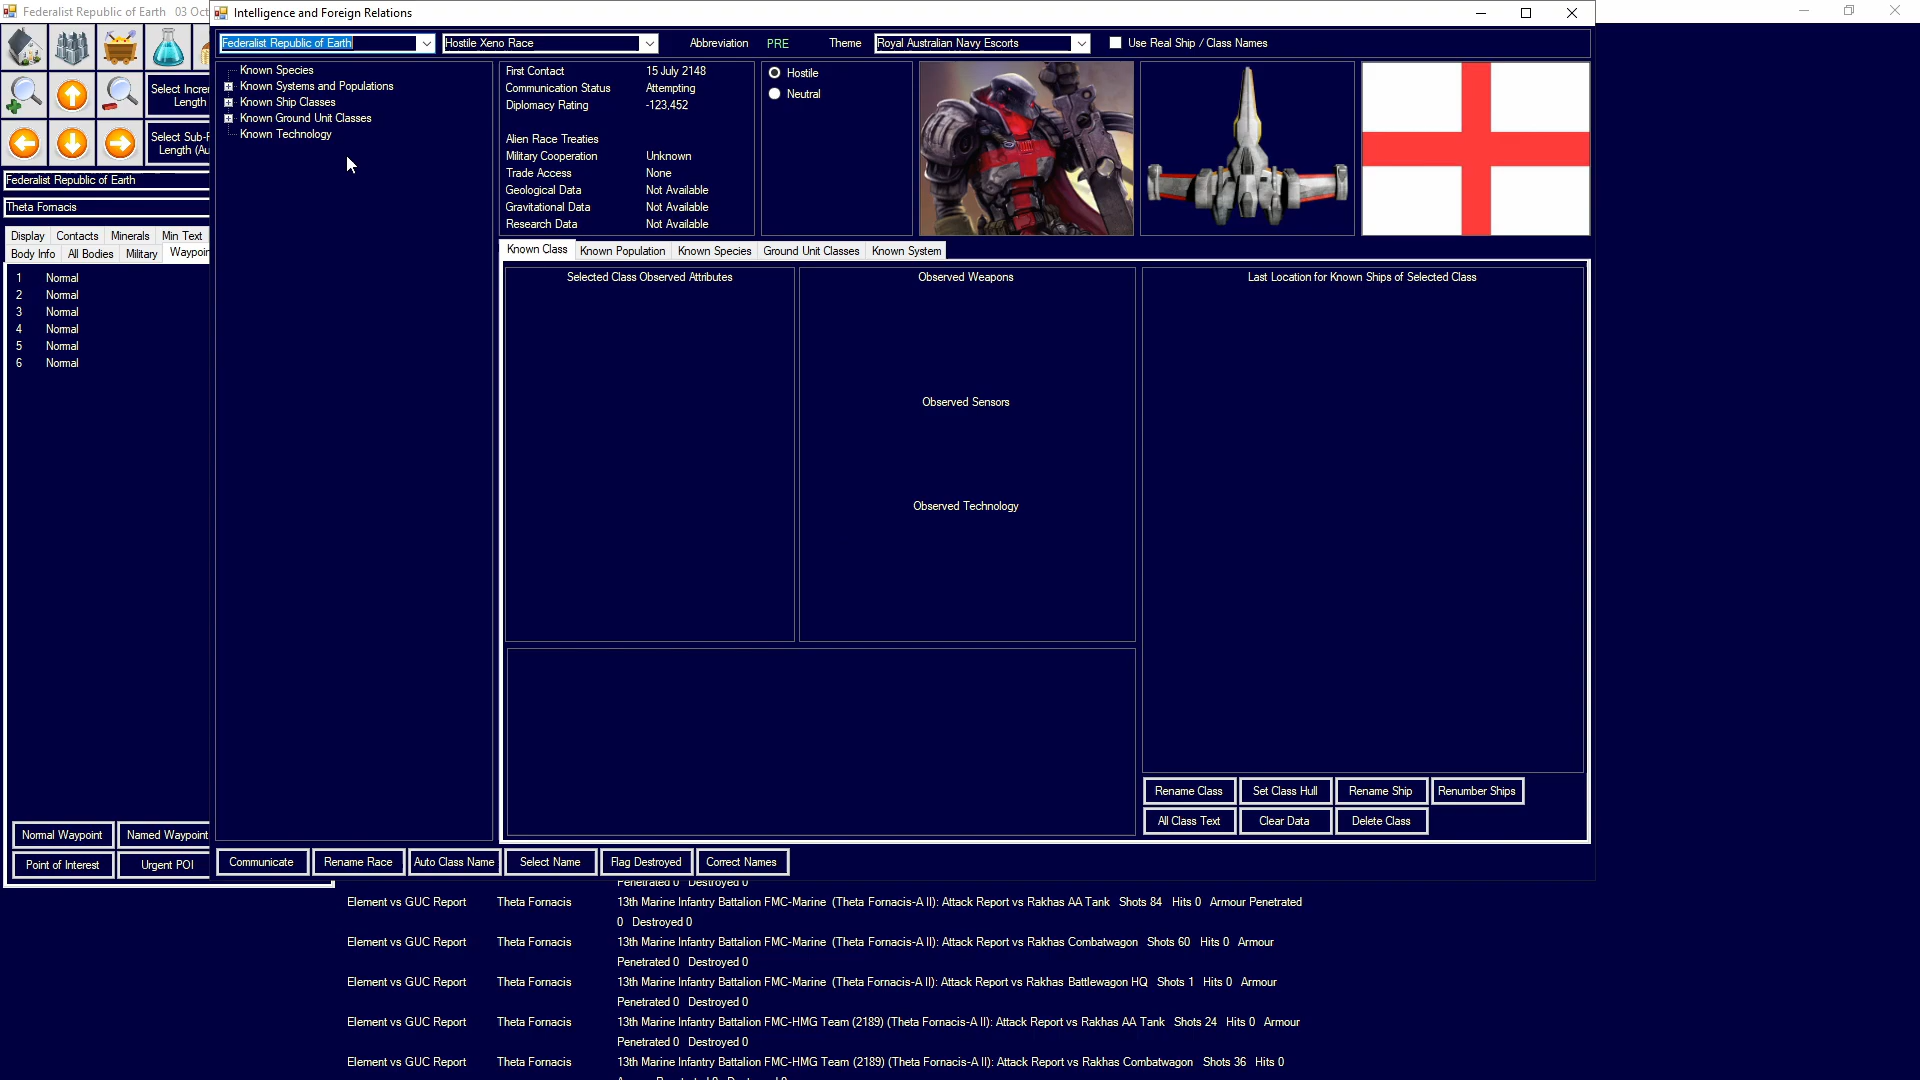 Federalist Republic of Earth   03 Oct
Intelligence and Foreign Relations
Federalist Republic of Earth
Hostile Xeno Race
Abbreviation
PRE
Theme
Royal Australian Navy Escorts
Use Real Ship / Class Names
Known Species
Known Systems and Populations
Known Ship Classes
Known Ground Unit Classes
Known Technology
First Contact 15 July 2148
Communication Status Attempting
Diplomacy Rating -123,452
Alien Race Treaties
Military Cooperation Unknown
Trade Access None
Geological Data Not Available
Gravitational Data Not Available
Research Data Not Available
Hostile
Neutral
Select Incre
Length
Select Sub-P
Length (Au
Federalist Republic of Earth
Theta Fornacis
Display Contacts Minerals Min Text
Body Info All Bodies Military Waypoin
1 Normal
2 Normal
3 Normal
4 Normal
5 Normal
6 Normal
Known Class Known Population Known Species Ground Unit Classes Known System
Selected Class Observed Attributes
Observed Weapons
Observed Sensors
Observed Technology
Last Location for Known Ships of Selected Class
Rename Class Set Class Hull Rename Ship Renumber Ships
All Class Text Clear Data Delete Class
Normal Waypoint Named Waypoint
Point of Interest Urgent POI
Communicate Rename Race Auto Class Name Select Name Flag Destroyed Correct Names
Penetrated 0 Destroyed 0
Element vs GUC Report Theta Fornacis 13th Marine Infantry Battalion FMC-Marine (Theta Fornacis-A II): Attack Report vs Rakhas AA Tank Shots 84 Hits 0 Armour Penetrated
0 Destroyed 0
Element vs GUC Report Theta Fornacis 13th Marine Infantry Battalion FMC-Marine (Theta Fornacis-A II): Attack Report vs Rakhas Combatwagon Shots 60 Hits 0 Armour
Penetrated 0 Destroyed 0
Element vs GUC Report Theta Fornacis 13th Marine Infantry Battalion FMC-Marine (Theta Fornacis-A II): Attack Report vs Rakhas Battlewagon HQ Shots 1 Hits 0 Armour
Penetrated 0 Destroyed 0
Element vs GUC Report Theta Fornacis 13th Marine Infantry Battalion FMC-HMG Team (2189) (Theta Fornacis-A II): Attack Report vs Rakhas AA Tank Shots 24 Hits 0 Armour
Penetrated 0 Destroyed 0
Element vs GUC Report Theta Fornacis 13th Marine Infantry Battalion FMC-HMG Team (2189) (Theta Fornacis-A II): Attack Report vs Rakhas Combatwagon Shots 36 Hits 0